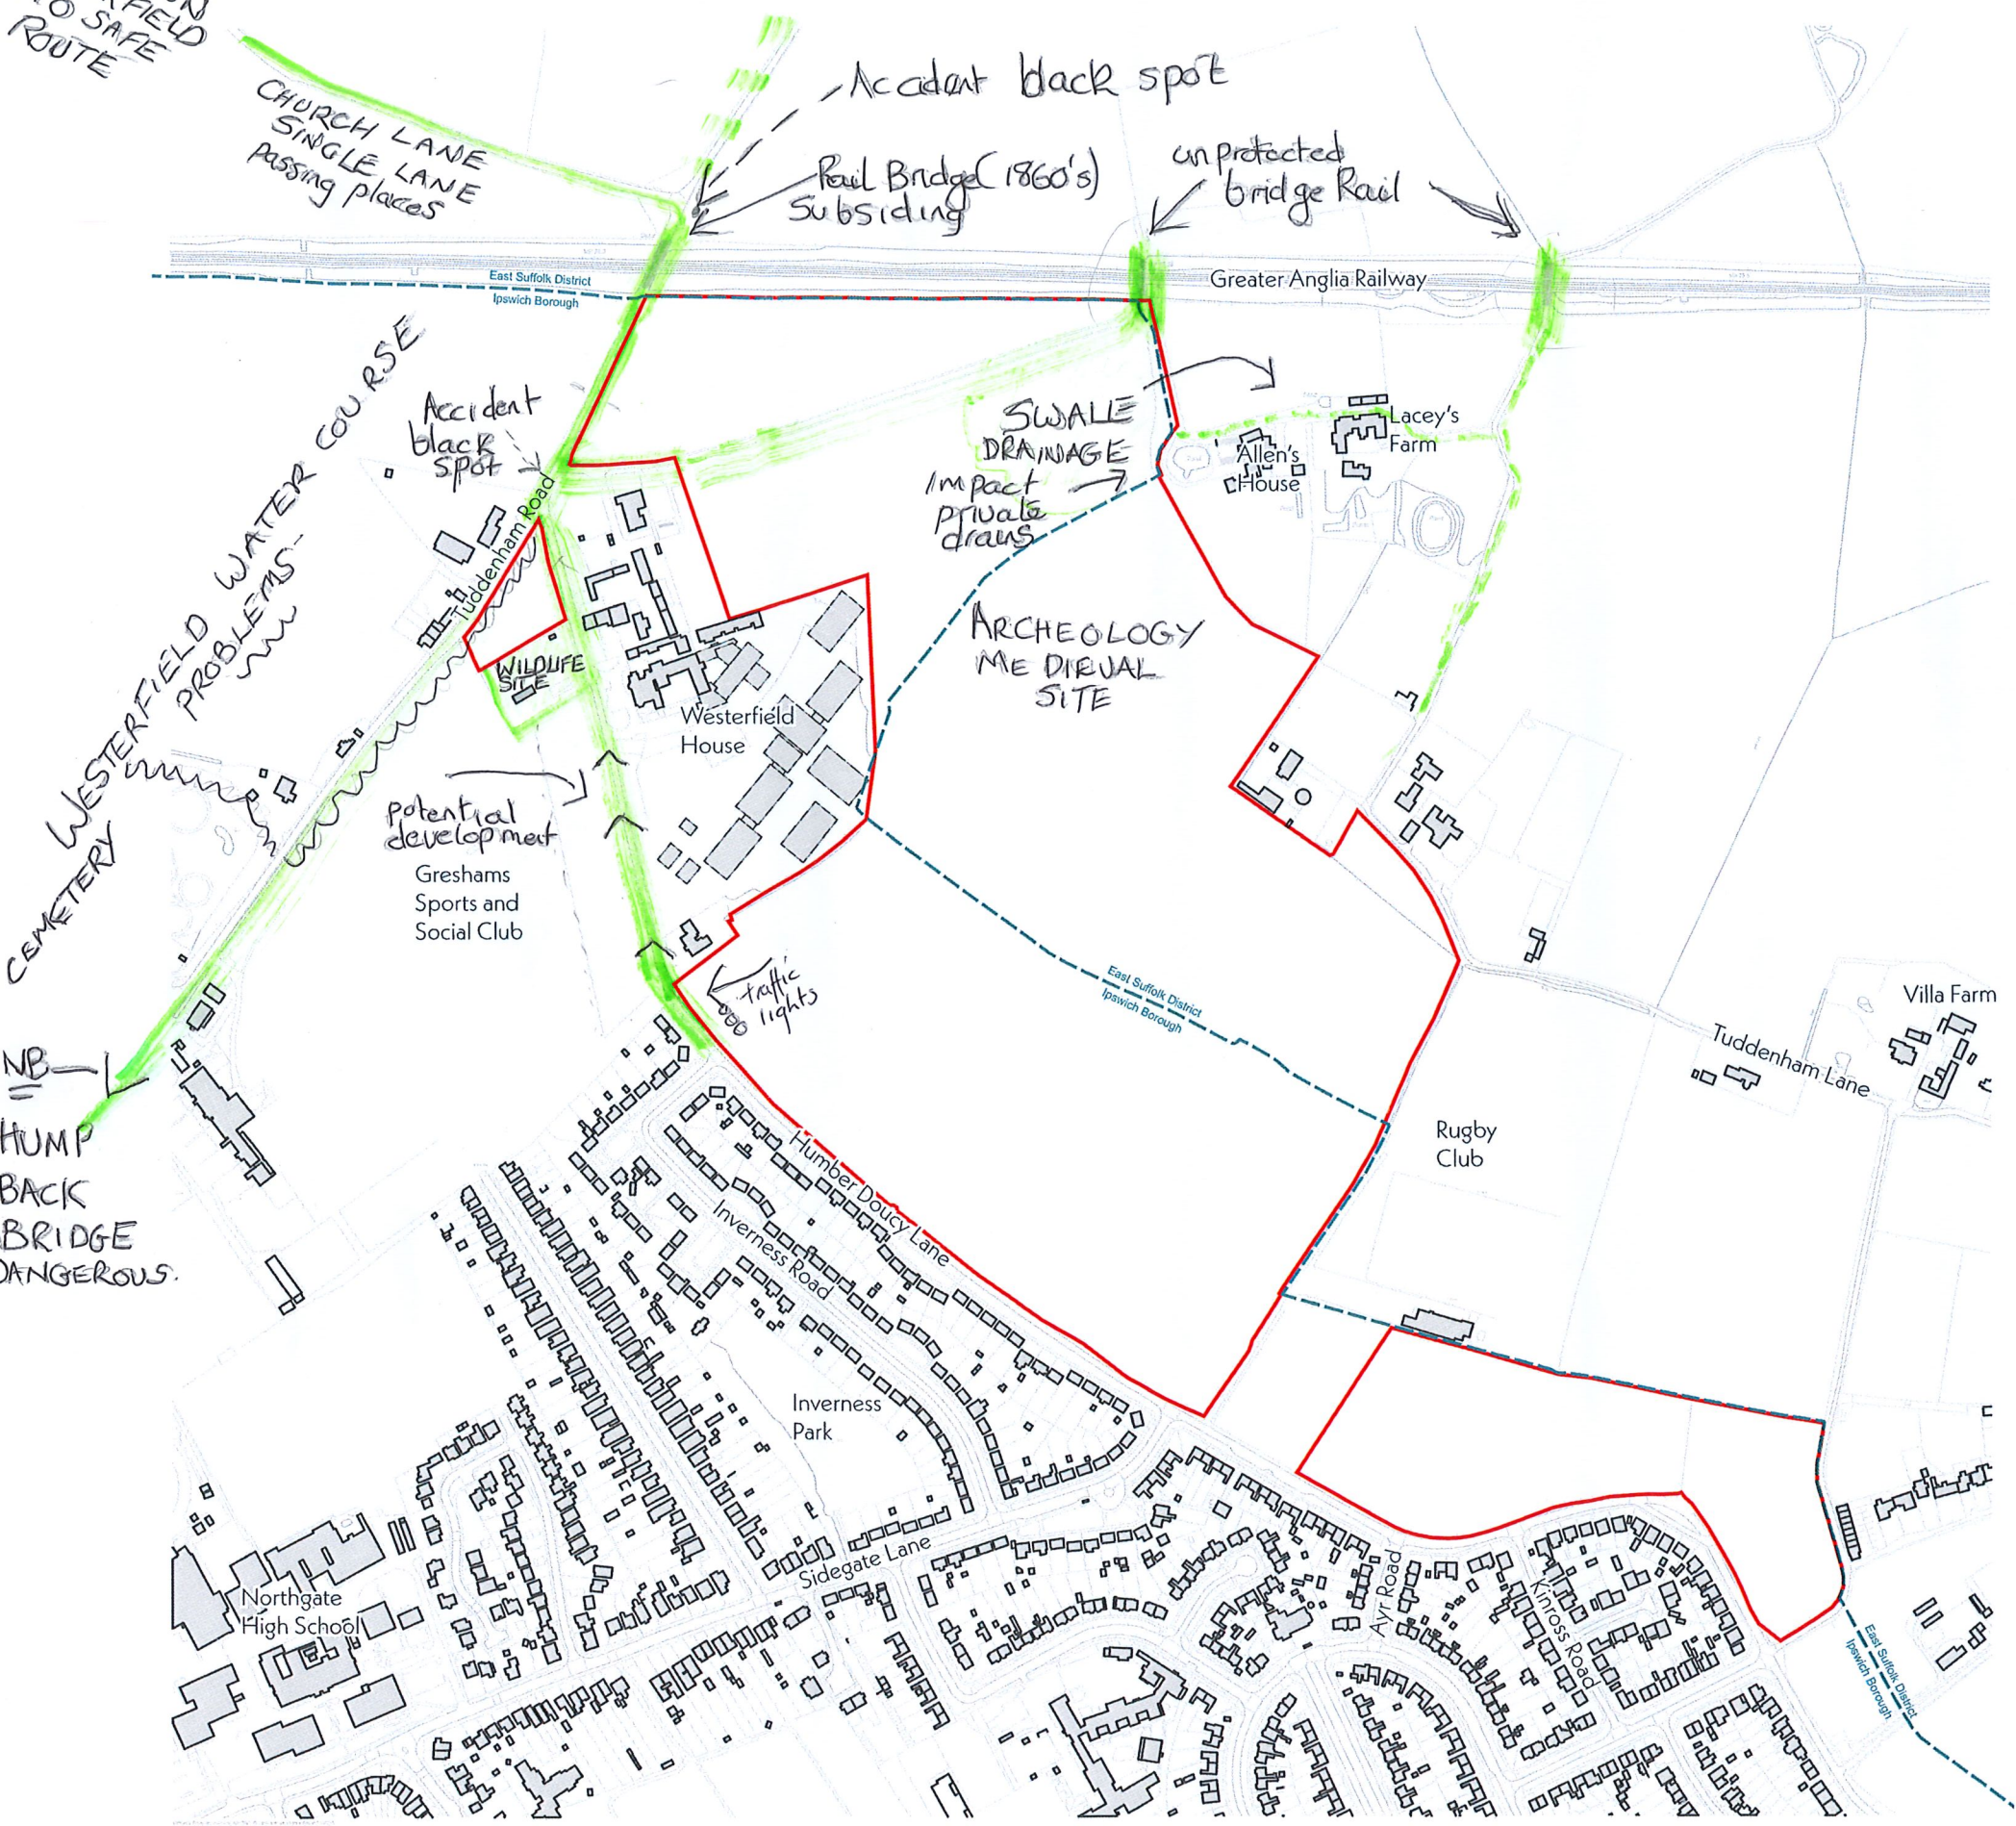 FIELD
TO SAFE
ROUTE
CHURCH LANE
SINGLE LANE
passing places
Accident black spot
Rail Bridge (1860's)
Subsiding
unprotected
bridge Rail
East Suffolk District
Ipswich Borough
Greater Anglia Railway
WESTERFIELD WATER COURSE
PROBLEMS-
Accident
black
spot
Tuddenham Road
SWALE
DRAINAGE
Impact
private
drains
Lacey's
Farm
Allen's
House
ARCHEOLOGY
MEDIEVAL
SITE
WILDLIFE
SITE
Westerfield
House
potential
development
Greshams
Sports and
Social Club
CEMETERY
traffic
lights
East Suffolk District
Ipswich Borough
Villa Farm
Tuddenham Lane
NB
HUMP
BACK
BRIDGE
DANGEROUS.
Rugby
Club
Humber Doucy Lane
Inverness Road
Inverness
Park
Sidegate Lane
Northgate
High School
Ayr Road
Kinross Road
East Suffolk District
Ipswich Borough